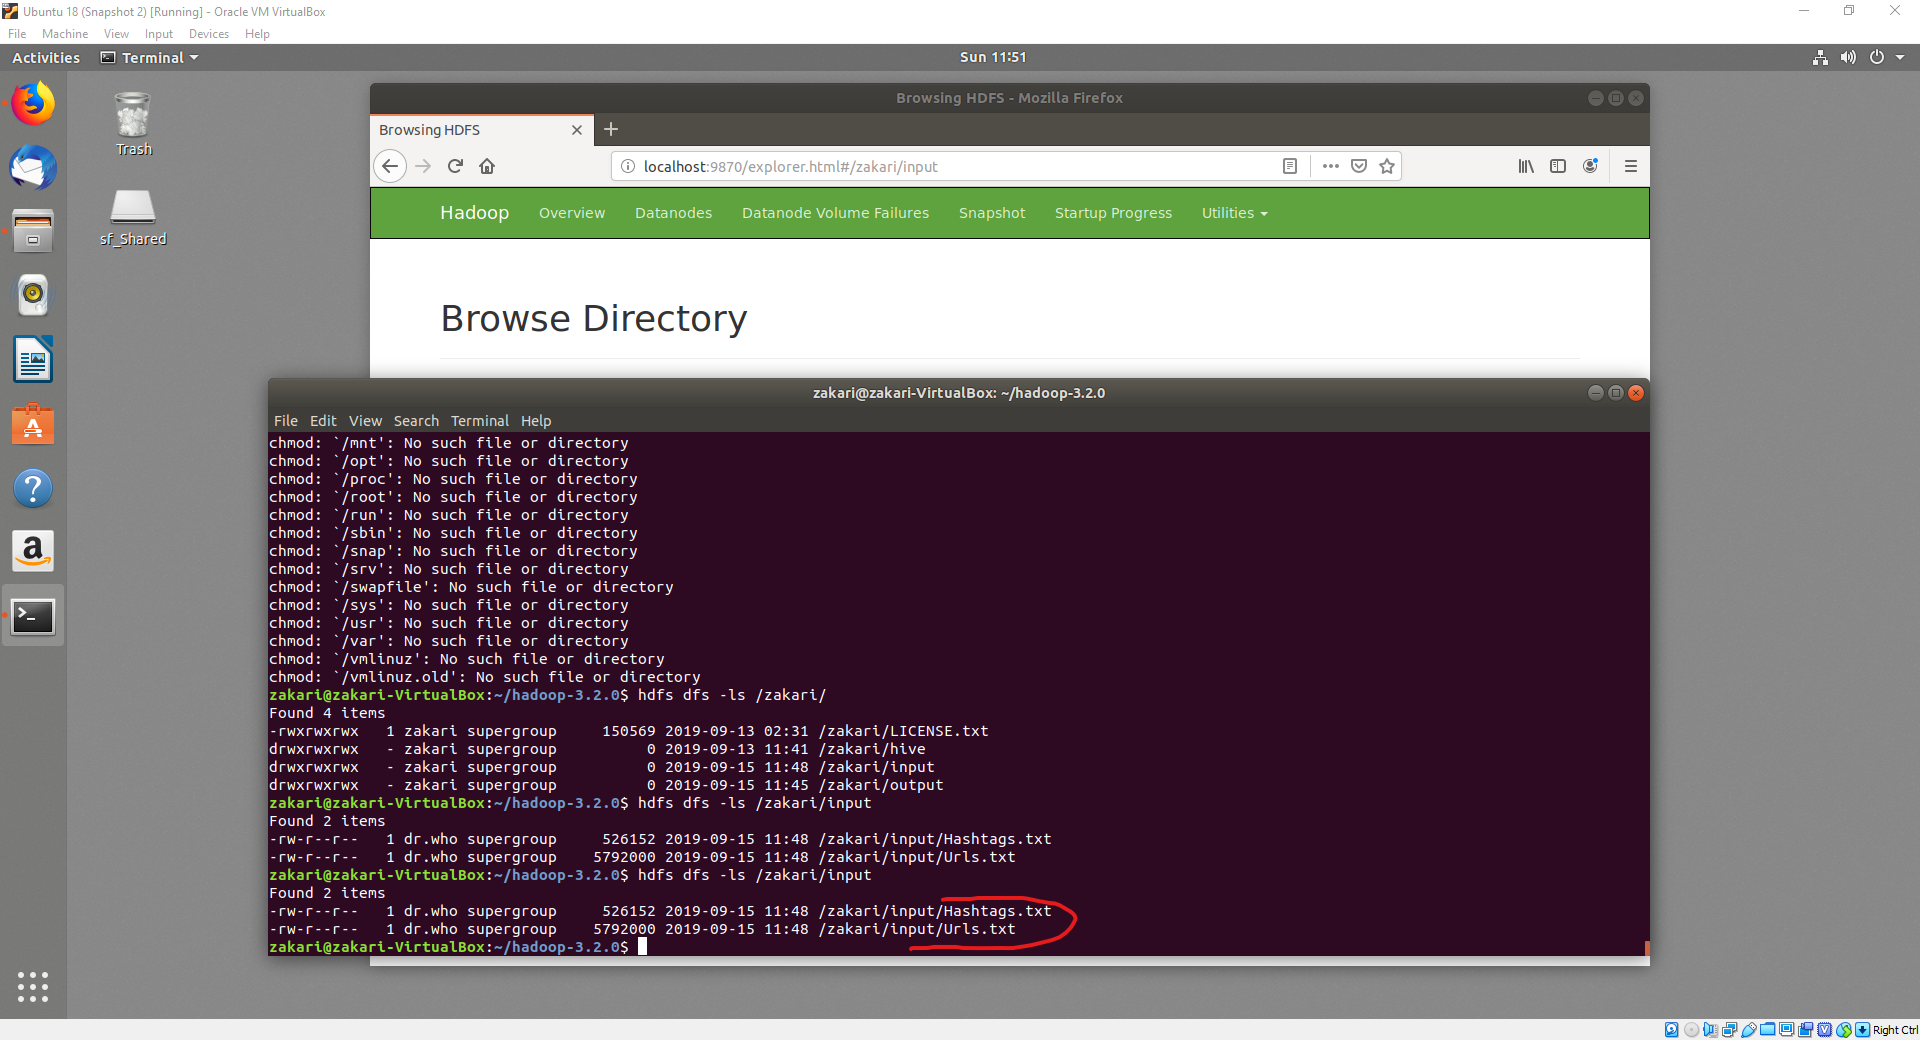 Ubuntu 18 (Snapshot 2) [Running] - Oracle VM VirtualBox
File Machine View Input Devices Help
Activities Terminal Sun 11:51
Trash
sf_Shared
Browsing HDFS - Mozilla Firefox
Browsing HDFS
localhost:9870/explorer.html#/zakari/input
Hadoop Overview Datanodes Datanode Volume Failures Snapshot Startup Progress Utilities
Browse Directory
zakari@zakari-VirtualBox: ~/hadoop-3.2.0
File Edit View Search Terminal Help
chmod: `/mnt': No such file or directory
chmod: `/opt': No such file or directory
chmod: `/proc': No such file or directory
chmod: `/root': No such file or directory
chmod: `/run': No such file or directory
chmod: `/sbin': No such file or directory
chmod: `/snap': No such file or directory
chmod: `/srv': No such file or directory
chmod: `/swapfile': No such file or directory
chmod: `/sys': No such file or directory
chmod: `/usr': No such file or directory
chmod: `/var': No such file or directory
chmod: `/vmlinuz': No such file or directory
chmod: `/vmlinuz.old': No such file or directory
zakari@zakari-VirtualBox:~/hadoop-3.2.0$ hdfs dfs -ls /zakari/
Found 4 items
-rwxrwxrwx   1 zakari supergroup     150569 2019-09-13 02:31 /zakari/LICENSE.txt
drwxrwxrwx   - zakari supergroup          0 2019-09-13 11:41 /zakari/hive
drwxrwxrwx   - zakari supergroup          0 2019-09-15 11:48 /zakari/input
drwxrwxrwx   - zakari supergroup          0 2019-09-15 11:45 /zakari/output
zakari@zakari-VirtualBox:~/hadoop-3.2.0$ hdfs dfs -ls /zakari/input
Found 2 items
-rw-r--r--   1 dr.who supergroup     526152 2019-09-15 11:48 /zakari/input/Hashtags.txt
-rw-r--r--   1 dr.who supergroup    5792000 2019-09-15 11:48 /zakari/input/Urls.txt
zakari@zakari-VirtualBox:~/hadoop-3.2.0$ hdfs dfs -ls /zakari/input
Found 2 items
-rw-r--r--   1 dr.who supergroup     526152 2019-09-15 11:48 /zakari/input/Hashtags.txt
-rw-r--r--   1 dr.who supergroup    5792000 2019-09-15 11:48 /zakari/input/Urls.txt
zakari@zakari-VirtualBox:~/hadoop-3.2.0$
Right Ctrl